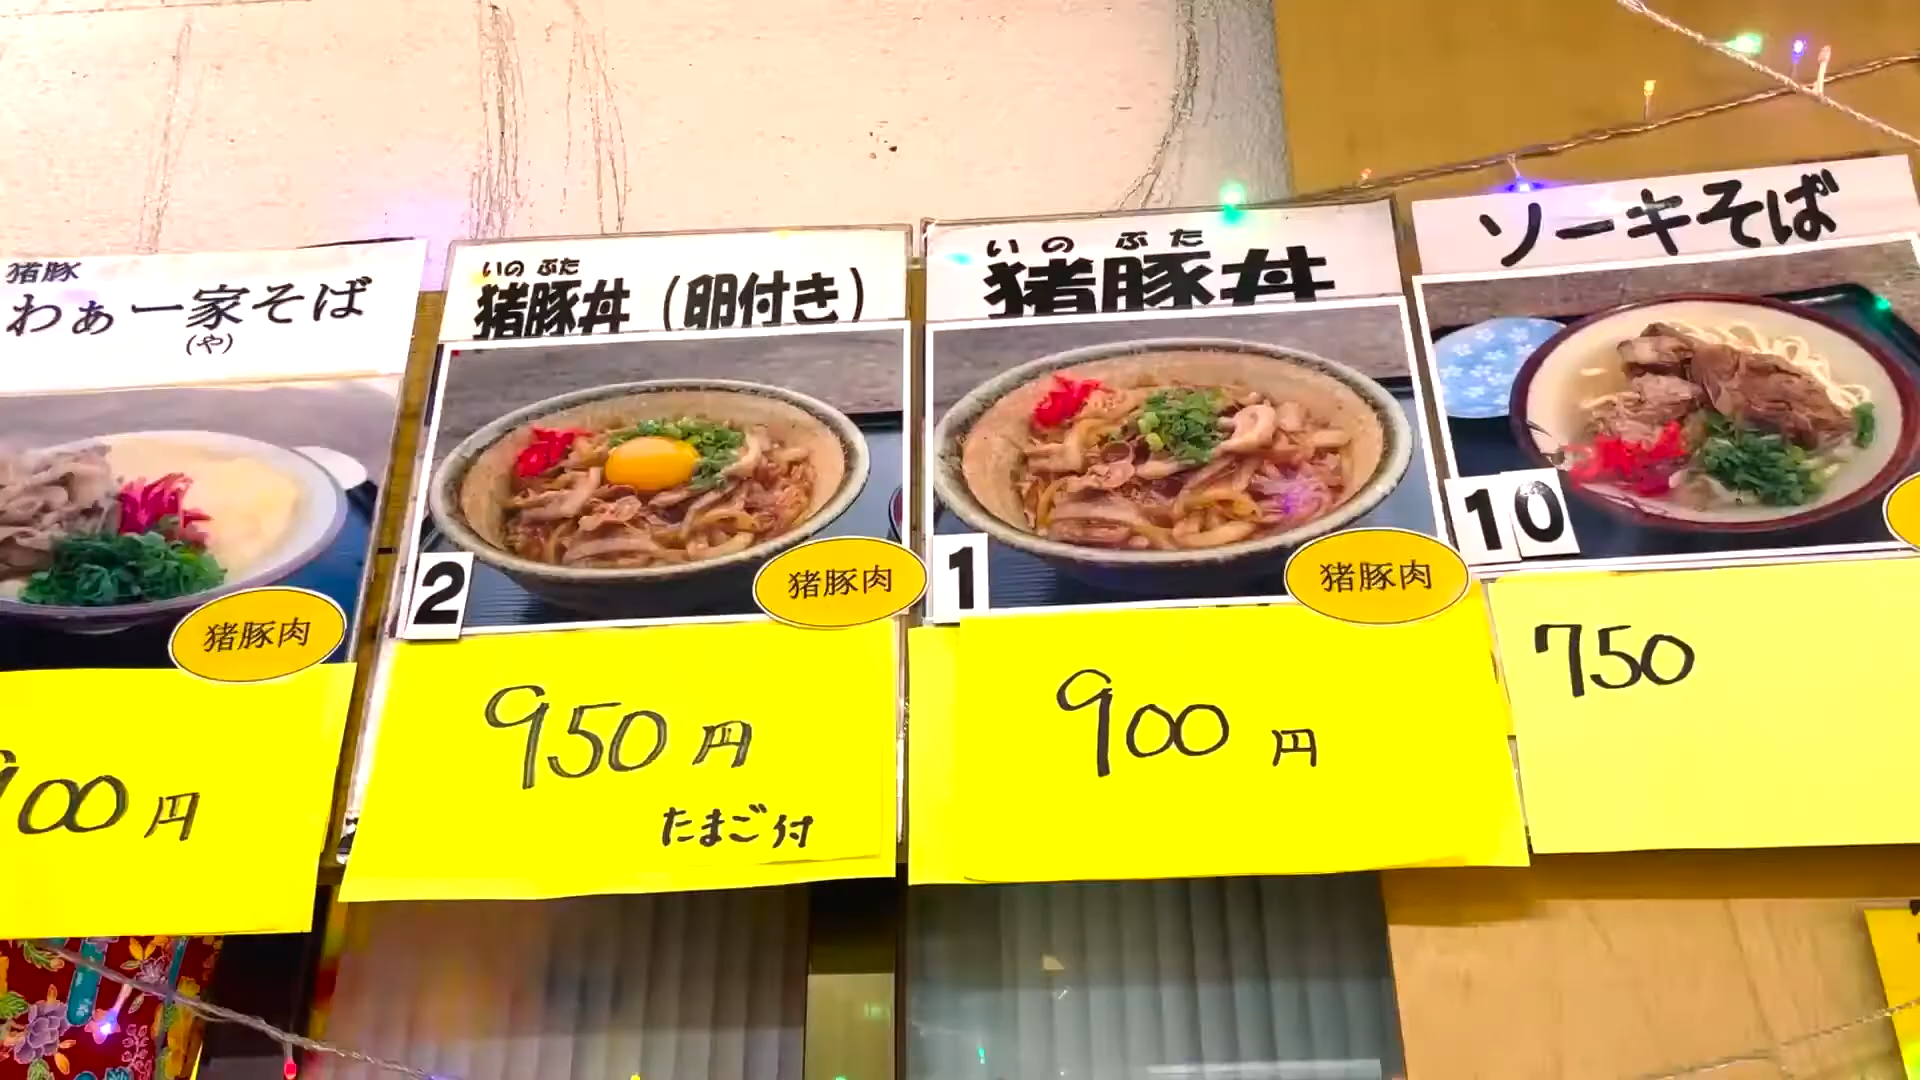 猪豚
わぁー家そば
(や)
猪豚肉
900円
いのぶた
猪豚丼(卵付き)
2
猪豚肉
950円
たまご付
いのぶた
猪豚丼
1
猪豚肉
900円
ソーキそば
10
750